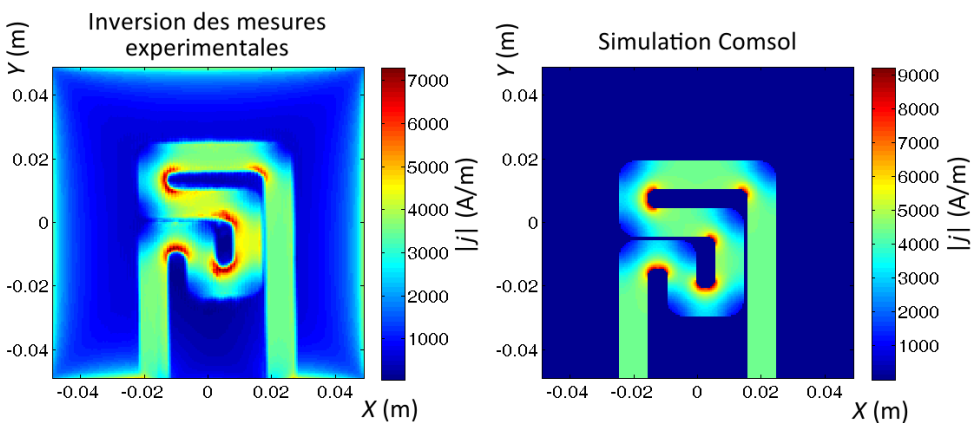 Inversion des mesures
experimentales
Y (m)
0.04
0.02
0
-0.02
-0.04
-0.04 -0.02 0 0.02 0.04
X (m)
7000
6000
5000
4000
3000
2000
1000
|j| (A/m)
Simulation Comsol
Y (m)
0.04
0.02
0
-0.02
-0.04
-0.04 -0.02 0 0.02 0.04
X (m)
9000
8000
7000
6000
5000
4000
3000
2000
1000
|j| (A/m)